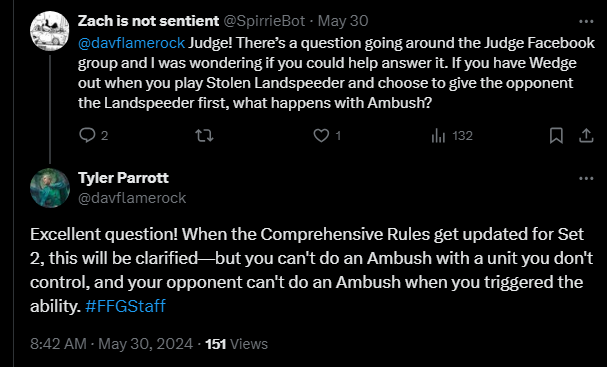 Zach is not sentient @SpirrieBot · May 30
@davflamerock Judge! There's a question going around the Judge Facebook
group and I was wondering if you could help answer it. If you have Wedge
out when you play Stolen Landspeeder and choose to give the opponent
the Landspeeder first, what happens with Ambush?
2 1 132
Tyler Parrott
@davflamerock
Excellent question! When the Comprehensive Rules get updated for Set
2, this will be clarified—but you can't do an Ambush with a unit you don't
control, and your opponent can't do an Ambush when you triggered the
ability. #FFGStaff
8:42 AM · May 30, 2024 · 151 Views